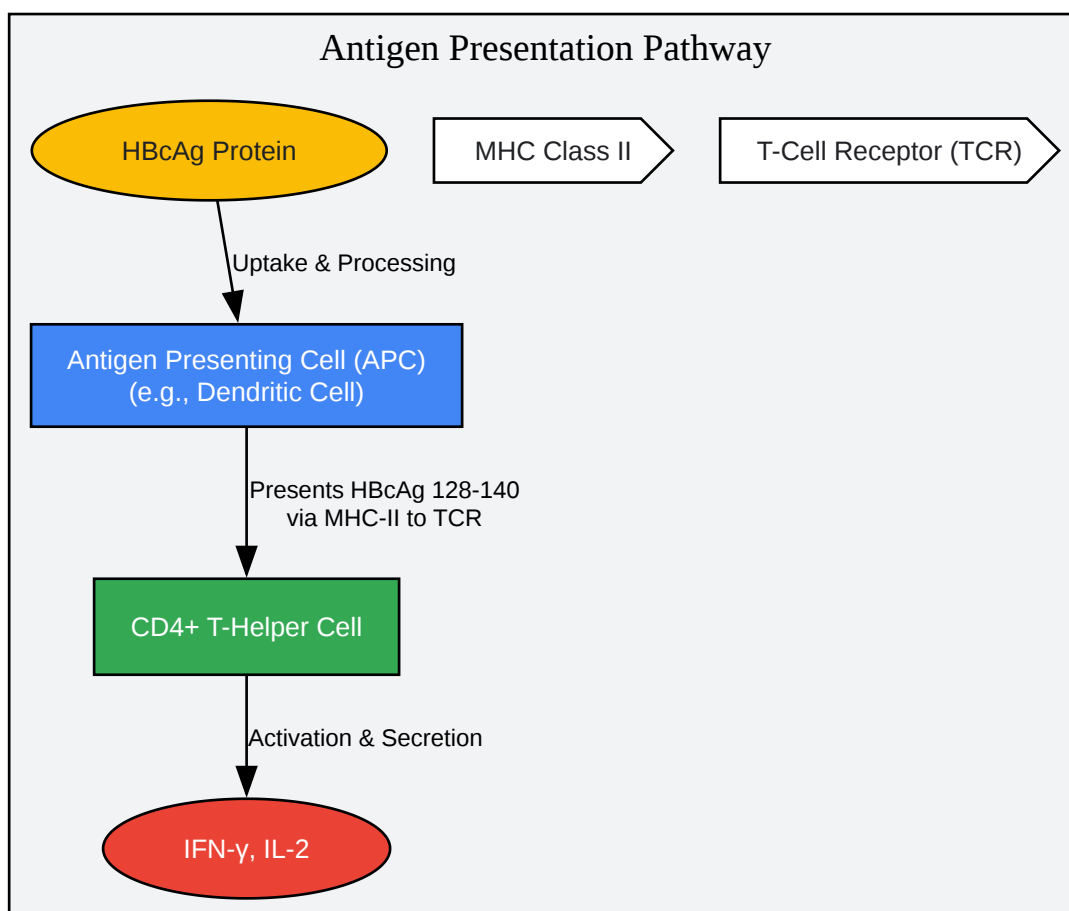 Antigen Presentation Pathway
HBcAg Protein
MHC Class II
T-Cell Receptor (TCR)
Uptake & Processing
Antigen Presenting Cell (APC)
(e.g., Dendritic Cell)
Presents HBcAg 128-140
via MHC-II to TCR
CD4+ T-Helper Cell
Activation & Secretion
IFN-γ, IL-2